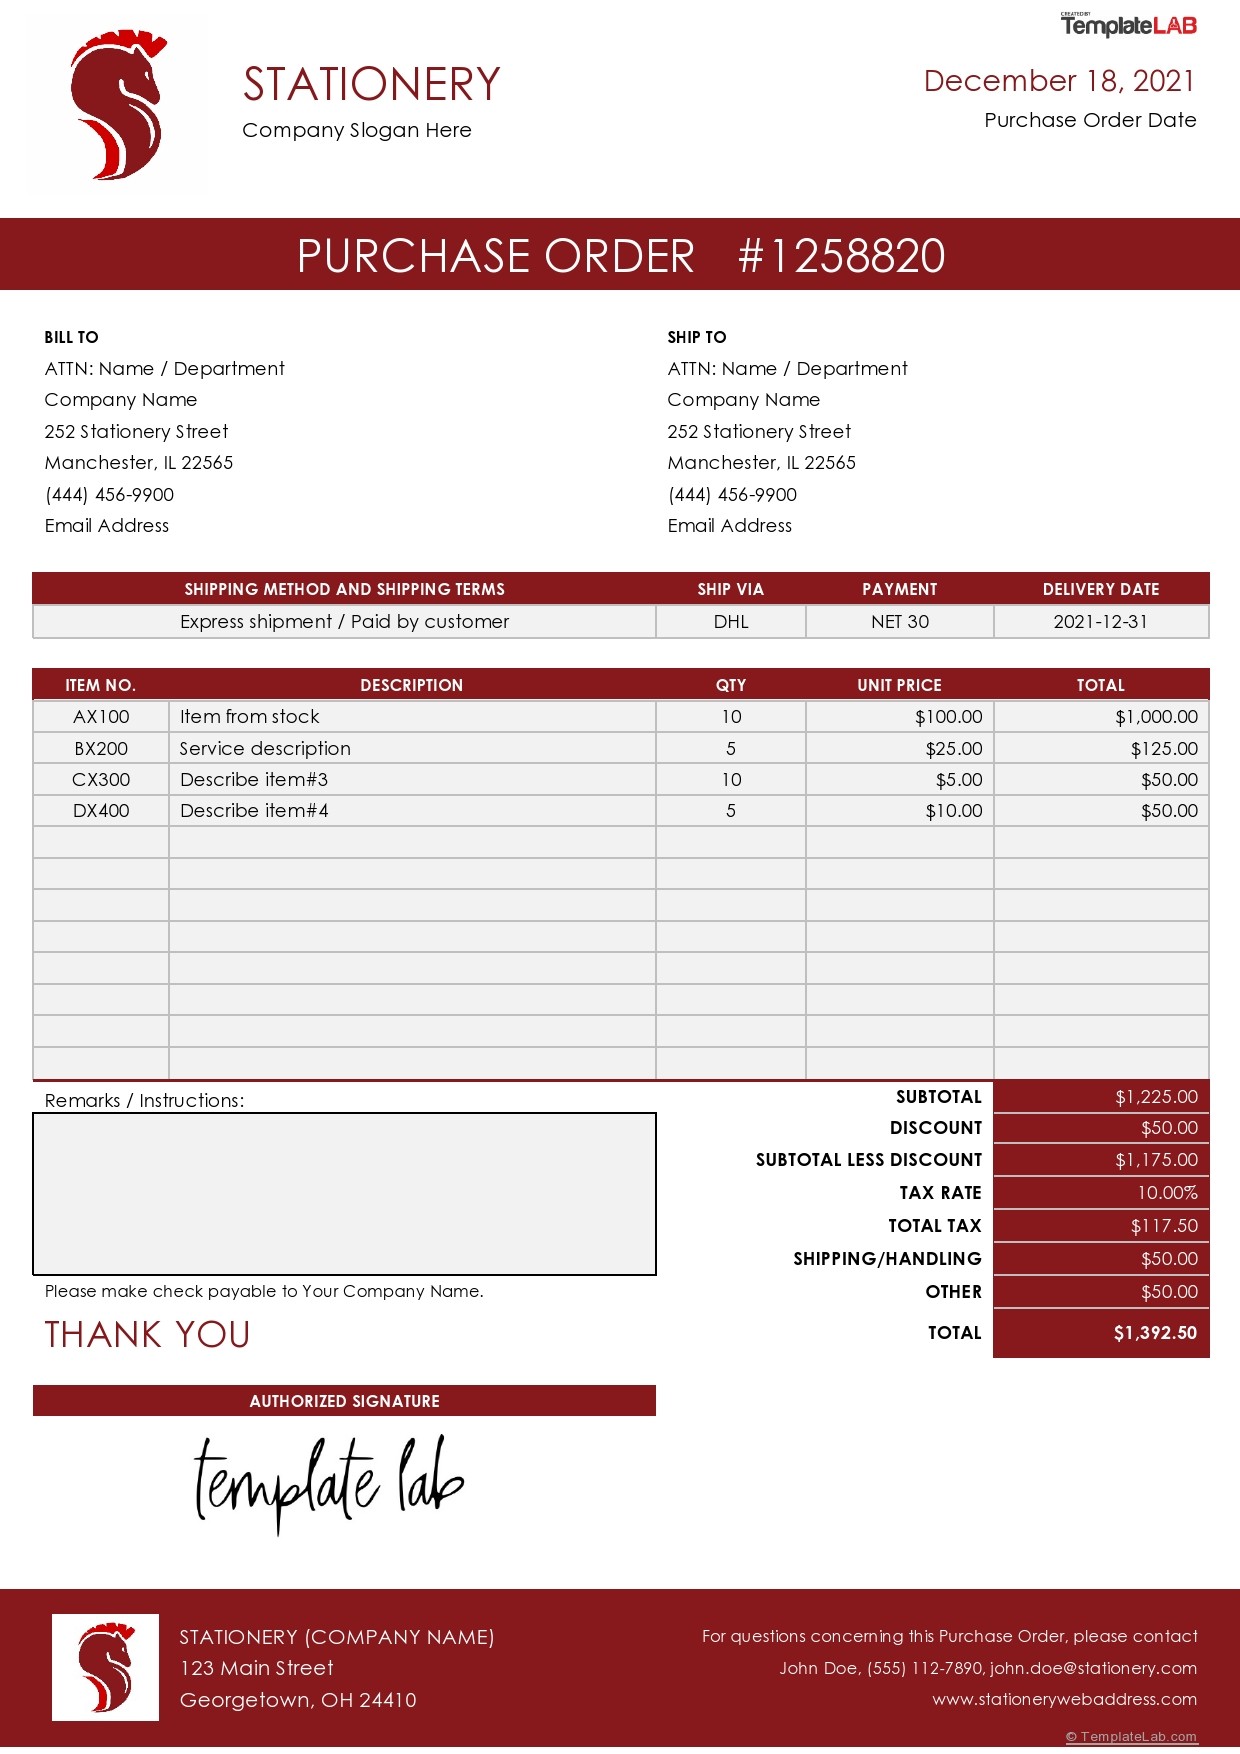 CREATED BY
TemplateLAB
STATIONERY
Company Slogan Here
December 18, 2021
Purchase Order Date
PURCHASE ORDER #1258820
BILL TO
ATTN: Name / Department
Company Name
252 Stationery Street
Manchester, IL 22565
(444) 456-9900
Email Address
SHIP TO
ATTN: Name / Department
Company Name
252 Stationery Street
Manchester, IL 22565
(444) 456-9900
Email Address
SHIPPING METHOD AND SHIPPING TERMS SHIP VIA PAYMENT DELIVERY DATE
Express shipment / Paid by customer DHL NET 30 2021-12-31
ITEM NO. DESCRIPTION QTY UNIT PRICE TOTAL
AX100 Item from stock 10 $100.00 $1,000.00
BX200 Service description 5 $25.00 $125.00
CX300 Describe item#3 10 $5.00 $50.00
DX400 Describe item#4 5 $10.00 $50.00
Remarks / Instructions:
SUBTOTAL $1,225.00
DISCOUNT $50.00
SUBTOTAL LESS DISCOUNT $1,175.00
TAX RATE 10.00%
TOTAL TAX $117.50
SHIPPING/HANDLING $50.00
OTHER $50.00
TOTAL $1,392.50
Please make check payable to Your Company Name.
THANK YOU
AUTHORIZED SIGNATURE
template lab
STATIONERY (COMPANY NAME)
123 Main Street
Georgetown, OH 24410
For questions concerning this Purchase Order, please contact
John Doe, (555) 112-7890, john.doe@stationery.com
www.stationerywebaddress.com
© TemplateLab.com